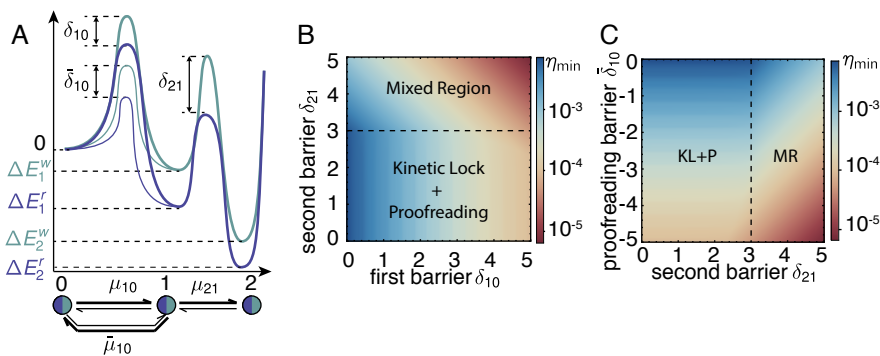 A
δ₁₀
δ̄₁₀
δ₂₁
0
ΔE₁ʷ
ΔE₁ʳ
ΔE₂ʷ
ΔE₂ʳ
0 1 2
μ₁₀ μ₂₁
μ̄₁₀
B
second barrier δ₂₁
5
4
3
2
1
0
Mixed Region
Kinetic Lock
+
Proofreading
0 1 2 3 4 5
first barrier δ₁₀
ηmin
10⁻³
10⁻⁴
10⁻⁵
C
proofreading barrier δ̄₁₀
0
-1
-2
-3
-4
-5
KL+P
MR
0 1 2 3 4 5
second barrier δ₂₁
ηmin
10⁻³
10⁻⁴
10⁻⁵